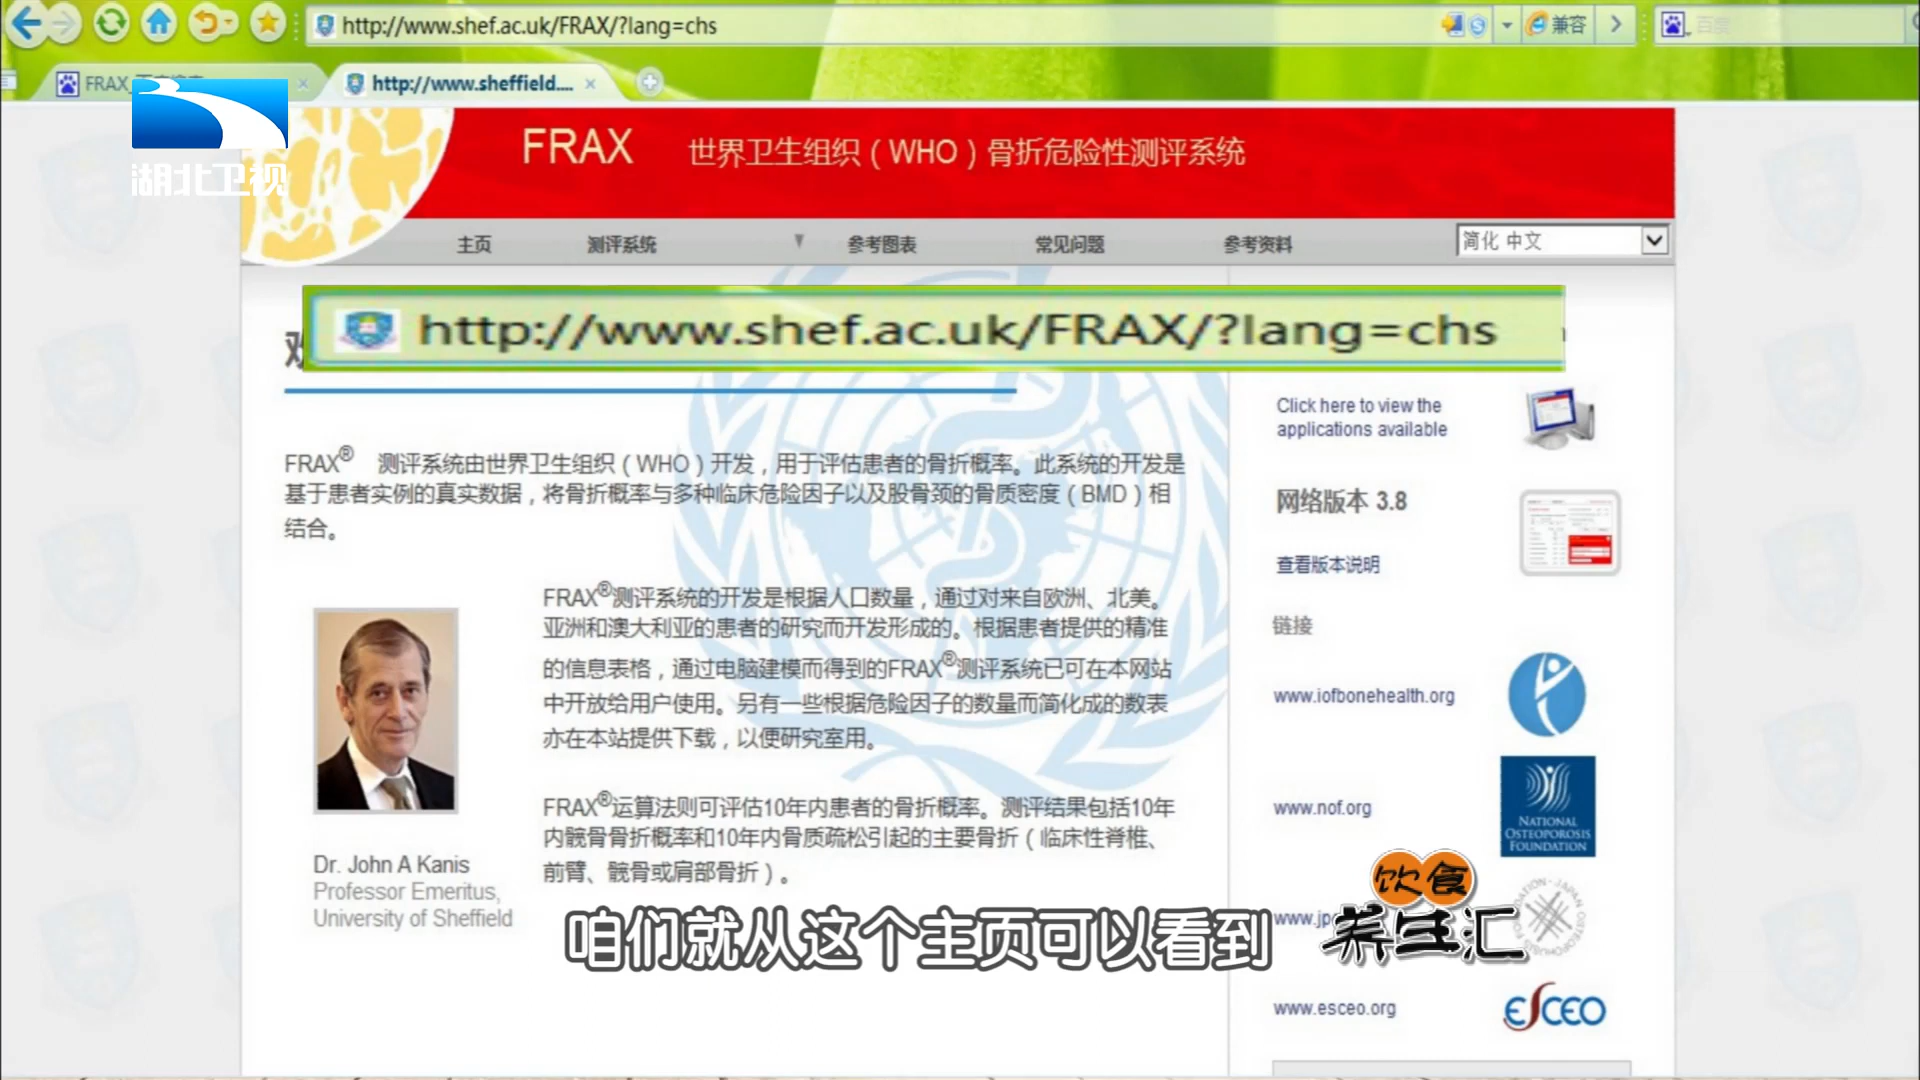 http://www.shef.ac.uk/FRAX/?lang=chs
兼容
百度
FRAX
http://www.sheffield....
湖北卫视
FRAX 世界卫生组织（WHO）骨折危险性测评系统
主页 测评系统 ▼ 参考图表 常见问题 参考资料
简化 中文
http://www.shef.ac.uk/FRAX/?lang=chs
FRAX® 测评系统由世界卫生组织（WHO）开发，用于评估患者的骨折概率。此系统的开发是
基于患者实例的真实数据，将骨折概率与多种临床危险因子以及股骨颈的骨质密度（BMD）相
结合。
FRAX®测评系统的开发是根据人口数量，通过对来自欧洲、北美。
亚洲和澳大利亚的患者的研究而开发形成的。根据患者提供的精准
的信息表格，通过电脑建模而得到的FRAX®测评系统已可在本网站
中开放给用户使用。另有一些根据危险因子的数量而简化成的数表
亦在本站提供下载，以便研究室用。
FRAX®运算法则可评估10年内患者的骨折概率。测评结果包括10年
内髋骨骨折概率和10年内骨质疏松引起的主要骨折（临床性脊椎、
前臂、髋骨或肩部骨折）。
Dr. John A Kanis
Professor Emeritus,
University of Sheffield
Click here to view the
applications available
网络版本 3.8
查看版本说明
链接
www.iofbonehealth.org
www.nof.org
NATIONAL
OSTEOPOROSIS
FOUNDATION
www.jp
www.esceo.org
ESCEO
饮食
养生汇
咱们就从这个主页可以看到